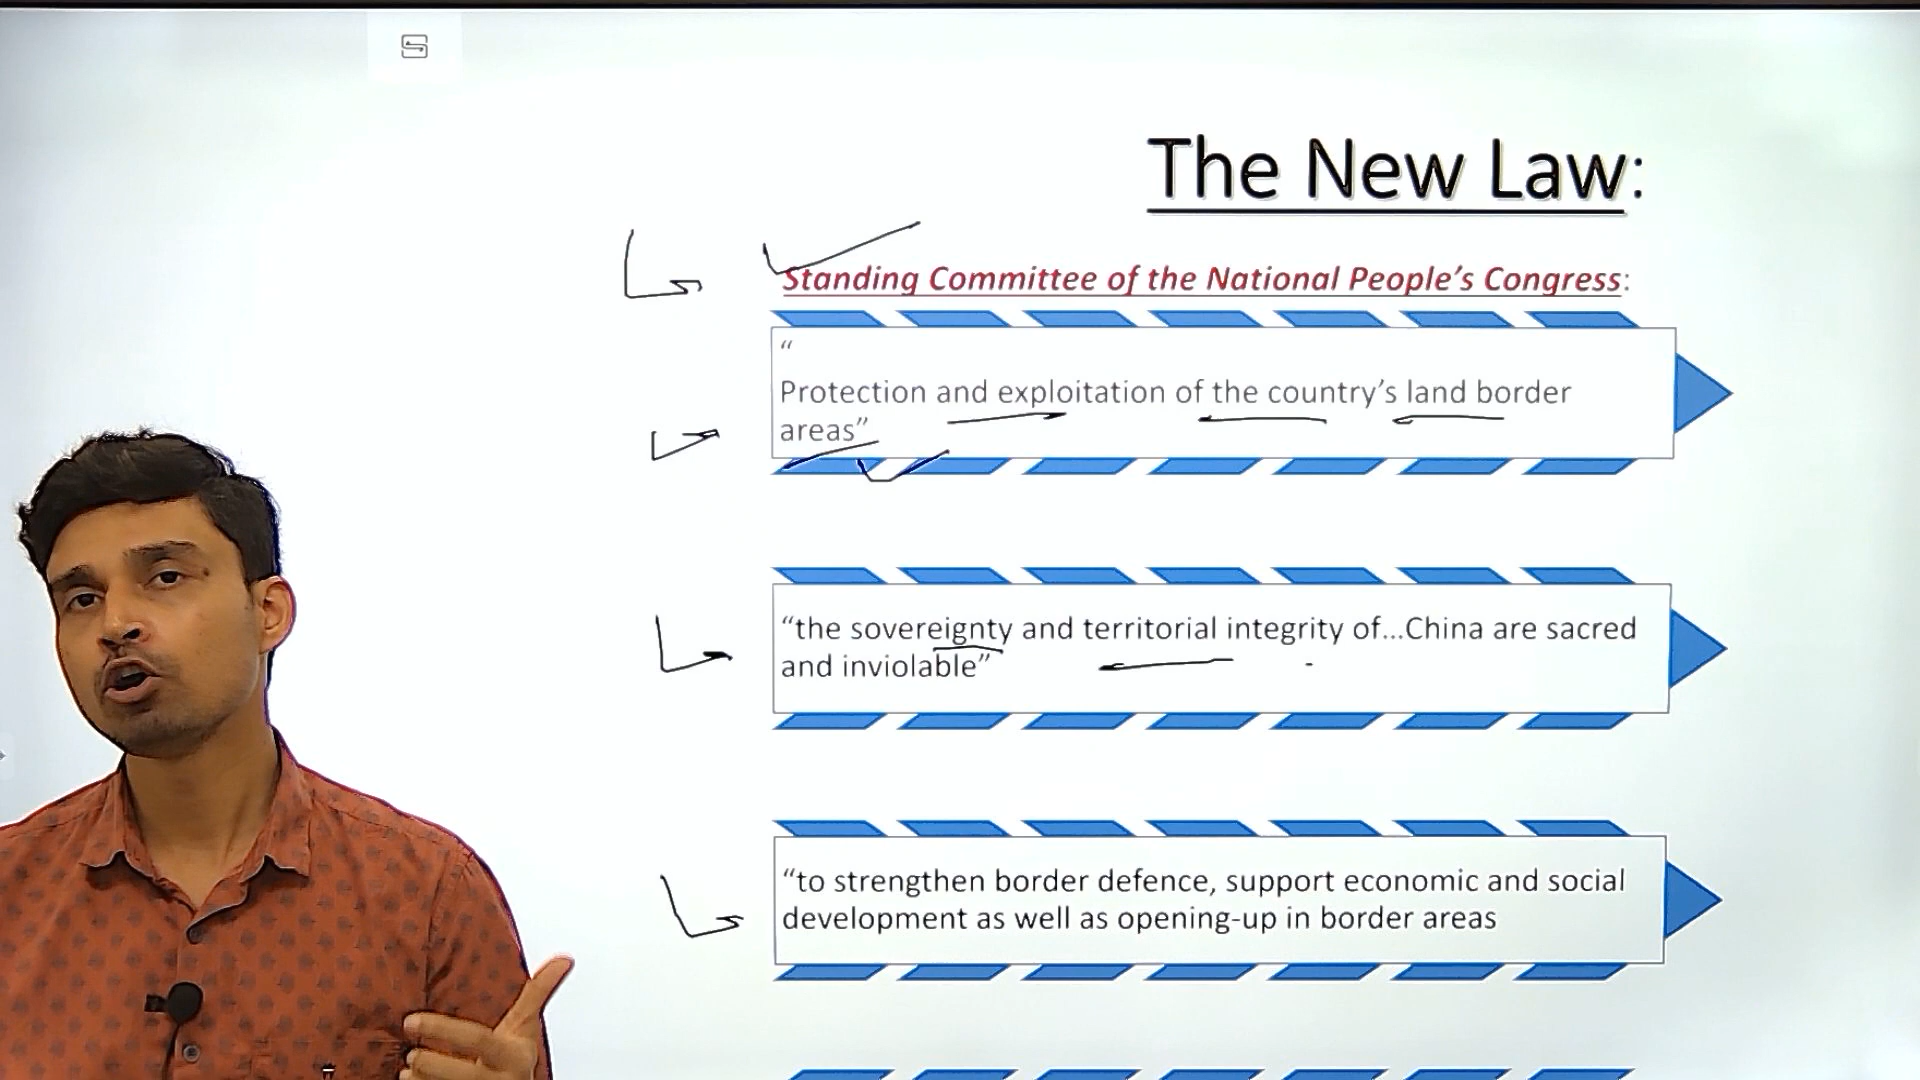 The New Law:
Standing Committee of the National People’s Congress:
“
Protection and exploitation of the country’s land border
areas”
“the sovereignty and territorial integrity of...China are sacred
and inviolable”
“to strengthen border defence, support economic and social
development as well as opening-up in border areas